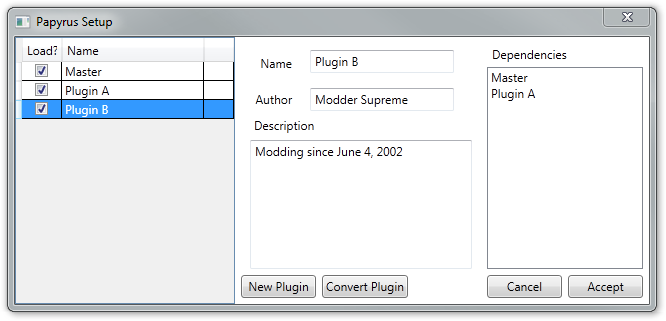 Papyrus Setup
Load? Name
Master
Plugin A
Plugin B
Name Plugin B
Author Modder Supreme
Description
Modding since June 4, 2002
New Plugin Convert Plugin
Dependencies
Master
Plugin A
Cancel Accept